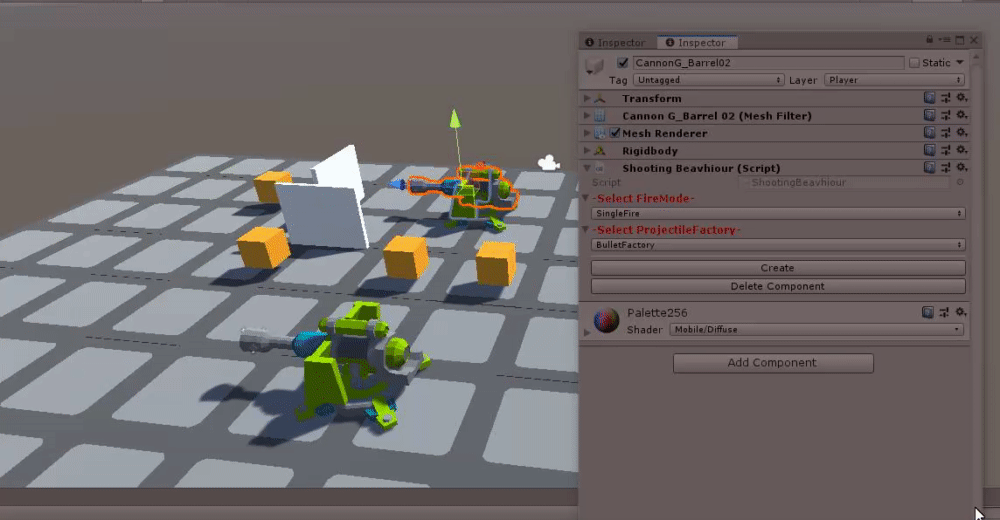 Inspector Inspector
CannonG_Barrel02 Static
Tag Untagged Layer Player
Transform
Cannon G_Barrel 02 (Mesh Filter)
Mesh Renderer
Rigidbody
Shooting Beavhiour (Script)
Script ShootingBeavhiour
-Select FireMode-
SingleFire
-Select ProjectileFactory-
BulletFactory
Create
Delete Component
Palette256
Shader Mobile/Diffuse
Add Component